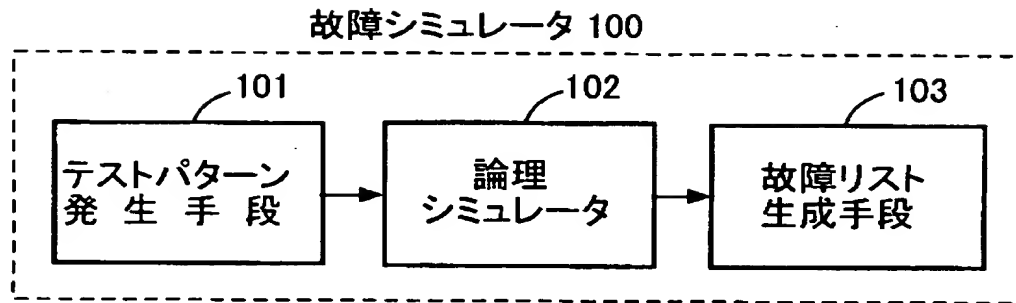 故障シミュレータ 100
101
102
103
テストパターン
発生手段
論理
シミュレータ
故障リスト
生成手段